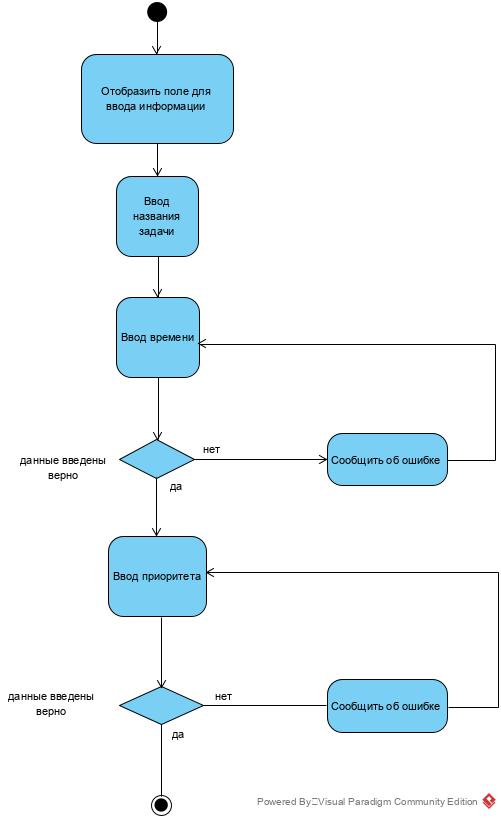 Отобразить поле для
ввода информации
Ввод
названия
задачи
Ввод времени
нет
данные введены
верно
Сообщить об ошибке
да
Ввод приоритета
нет
данные введены
верно
Сообщить об ошибке
да
Powered By Visual Paradigm Community Edition